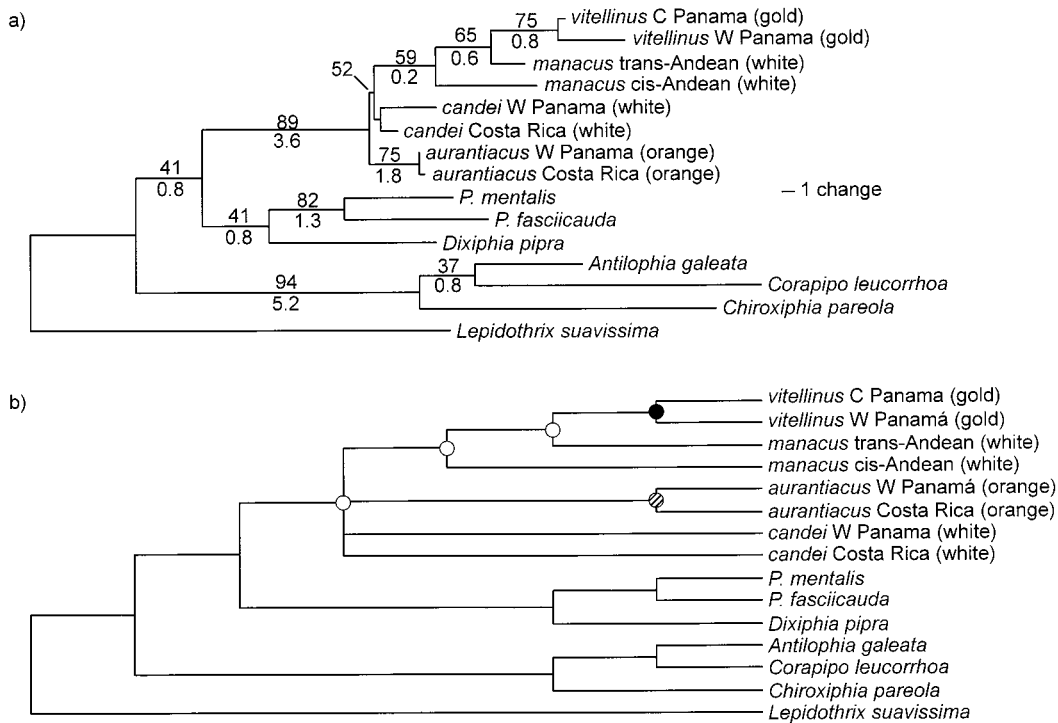 a)
vitellinus C Panama (gold)
75
0.8
vitellinus W Panama (gold)
65
0.6
59
0.2
manacus trans-Andean (white)
manacus cis-Andean (white)
52
candei W Panama (white)
candei Costa Rica (white)
89
3.6
aurantiacus W Panama (orange)
75
1.8
aurantiacus Costa Rica (orange)
41
0.8
P. mentalis
82
1.3
P. fasciicauda
41
0.8
Dixiphia pipra
1 change
Antilophia galeata
37
0.8
94
5.2
Corapipo leucorrhoa
Chiroxiphia pareola
Lepidothrix suavissima
b)
vitellinus C Panama (gold)
vitellinus W Panamá (gold)
manacus trans-Andean (white)
manacus cis-Andean (white)
aurantiacus W Panamá (orange)
aurantiacus Costa Rica (orange)
candei W Panama (white)
candei Costa Rica (white)
P. mentalis
P. fasciicauda
Dixiphia pipra
Antilophia galeata
Corapipo leucorrhoa
Chiroxiphia pareola
Lepidothrix suavissima